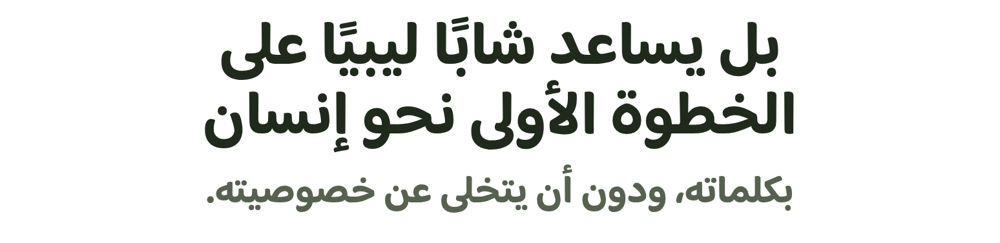 بل يساعد شابًا ليبيًا على
الخطوة الأولى نحو إنسان
بكلماته، ودون أن يتخلى عن خصوصيته.